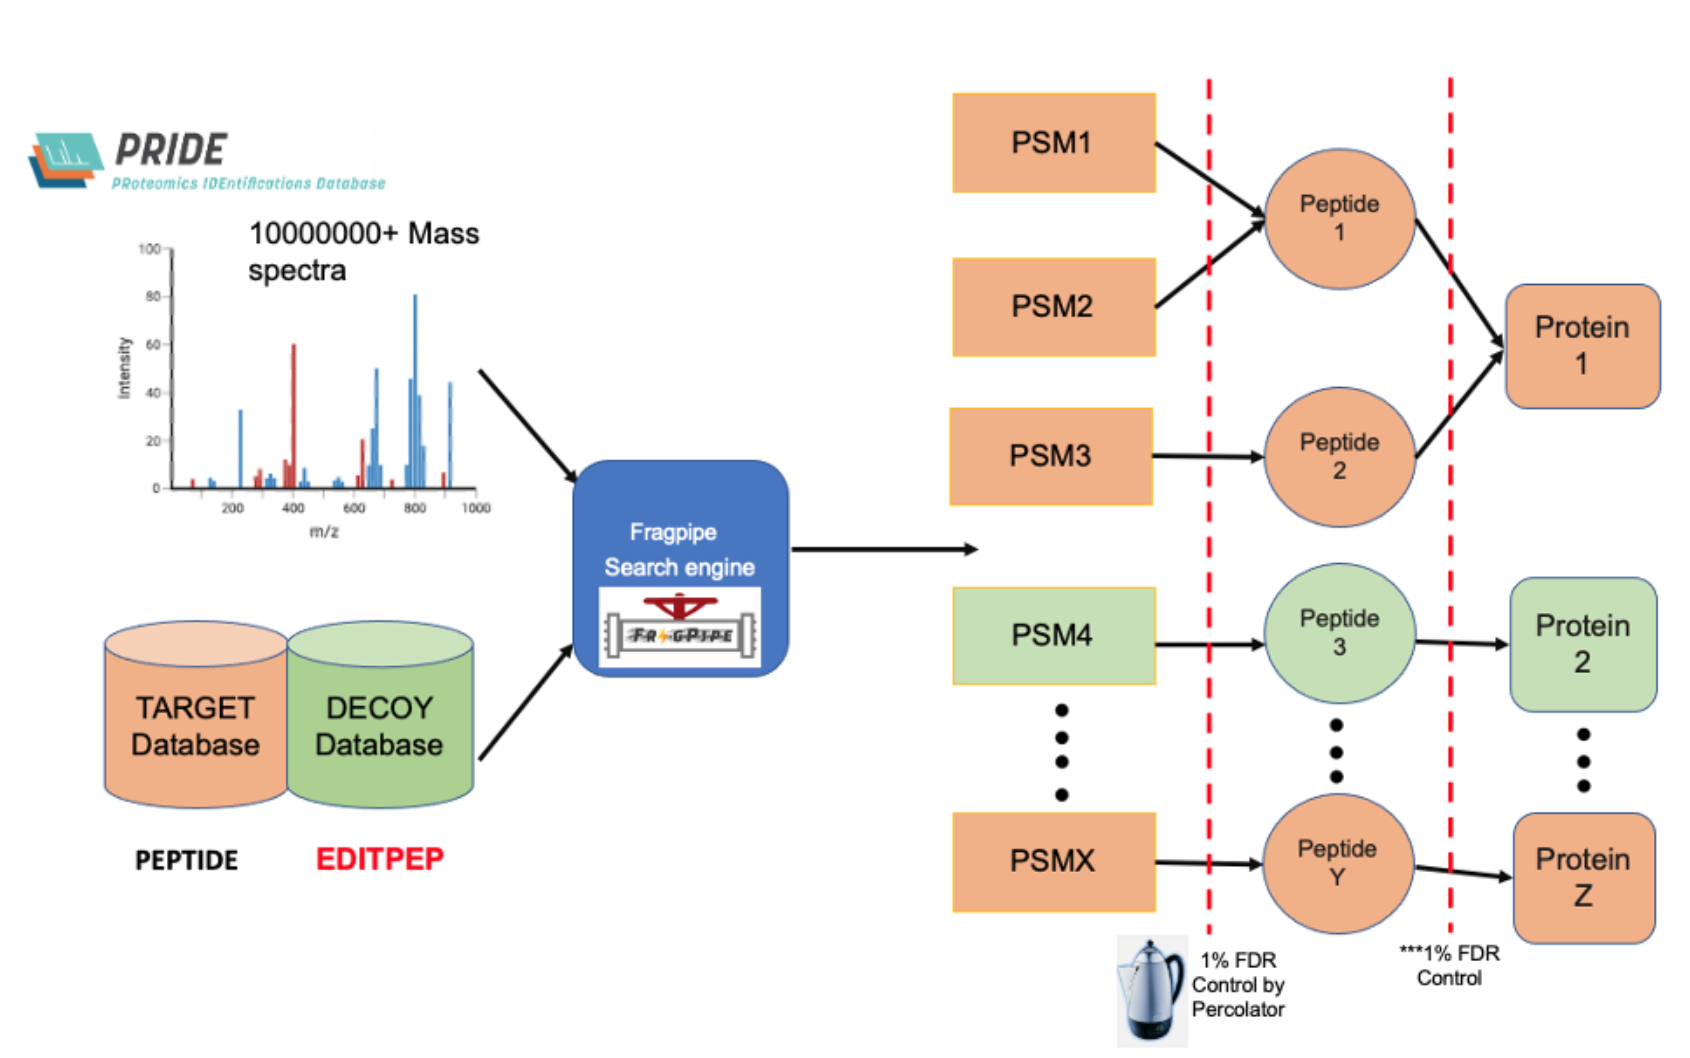 PRIDE
PRoteomics IDEntifications Database
10000000+ Mass
spectra
100
80
60
40
20
0
Intensity
200 400 600 800 1000
m/z
TARGET
Database
DECOY
Database
PEPTIDE
EDITPEP
Fragpipe
Search engine
FRAGPIPE
PSM1
PSM2
PSM3
PSM4
PSMX
Peptide
1
Peptide
2
Peptide
3
Peptide
Y
Protein
1
Protein
2
Protein
Z
1% FDR
Control by
Percolator
***1% FDR
Control